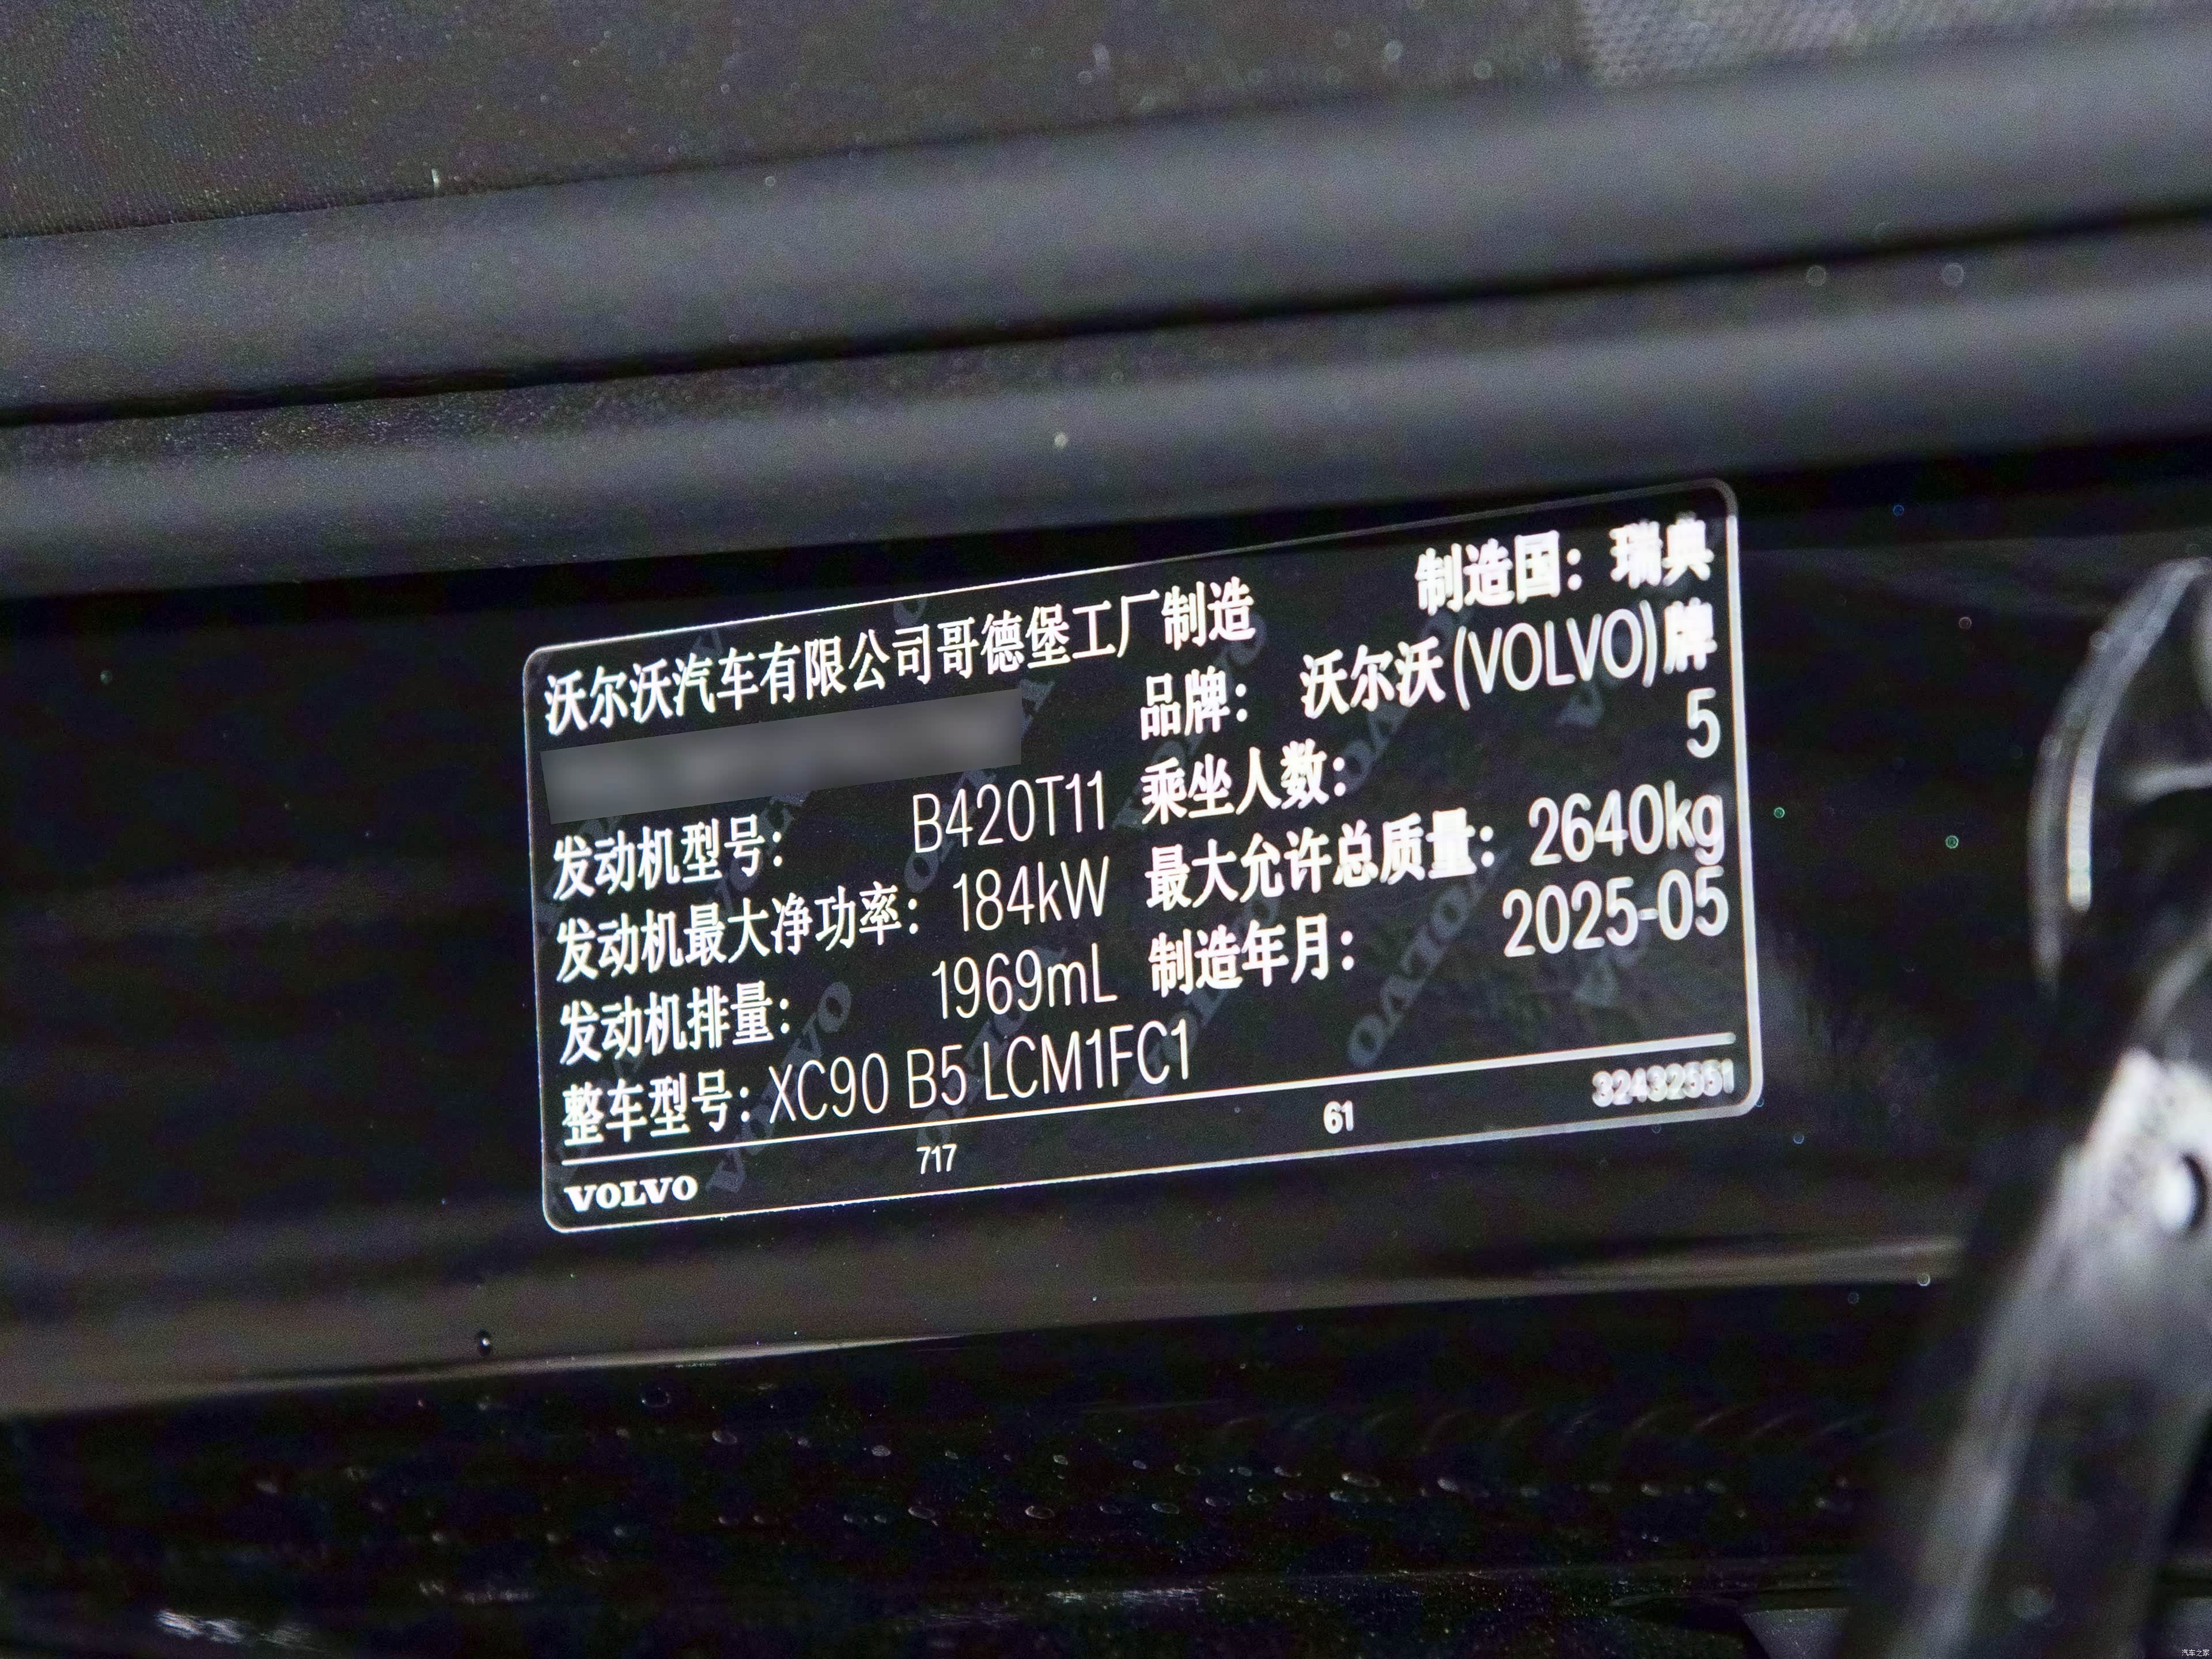 沃尔沃汽车有限公司哥德堡工厂制造 制造国：瑞典
品牌： 沃尔沃(VOLVO)牌
发动机型号： B420T11 乘坐人数： 5
发动机最大净功率： 184kW 最大允许总质量： 2640kg
发动机排量： 1969mL 制造年月： 2025-05
整车型号： XC90 B5 LCM1FC1
VOLVO 717 61 32432551
汽车之家